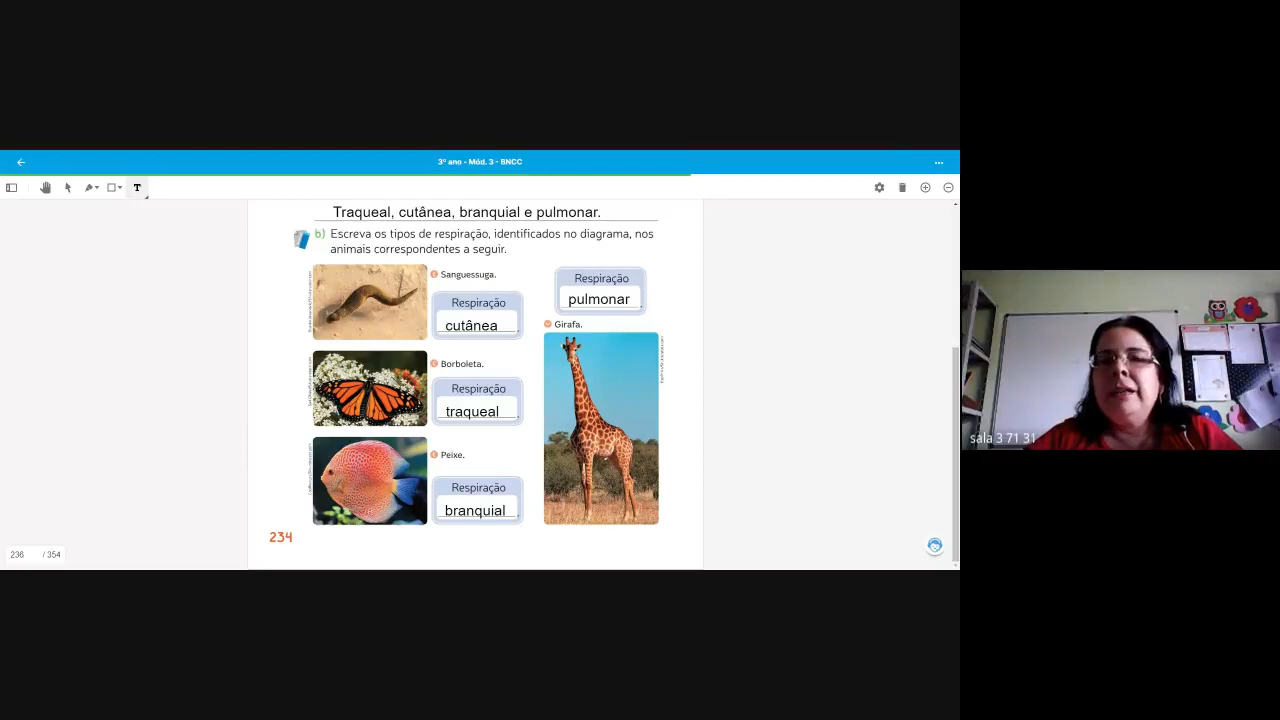 3º ano - Mód. 3 - BNCC
T
Traqueal, cutânea, branquial e pulmonar.
b) Escreva os tipos de respiração, identificados no diagrama, nos
animais correspondentes a seguir.
Sanguessuga.
Respiração
cutânea.
Borboleta.
Respiração
traqueal.
Peixe.
Respiração
branquial.
Respiração
pulmonar.
Girafa.
234
236 / 354
sala 3 71 31